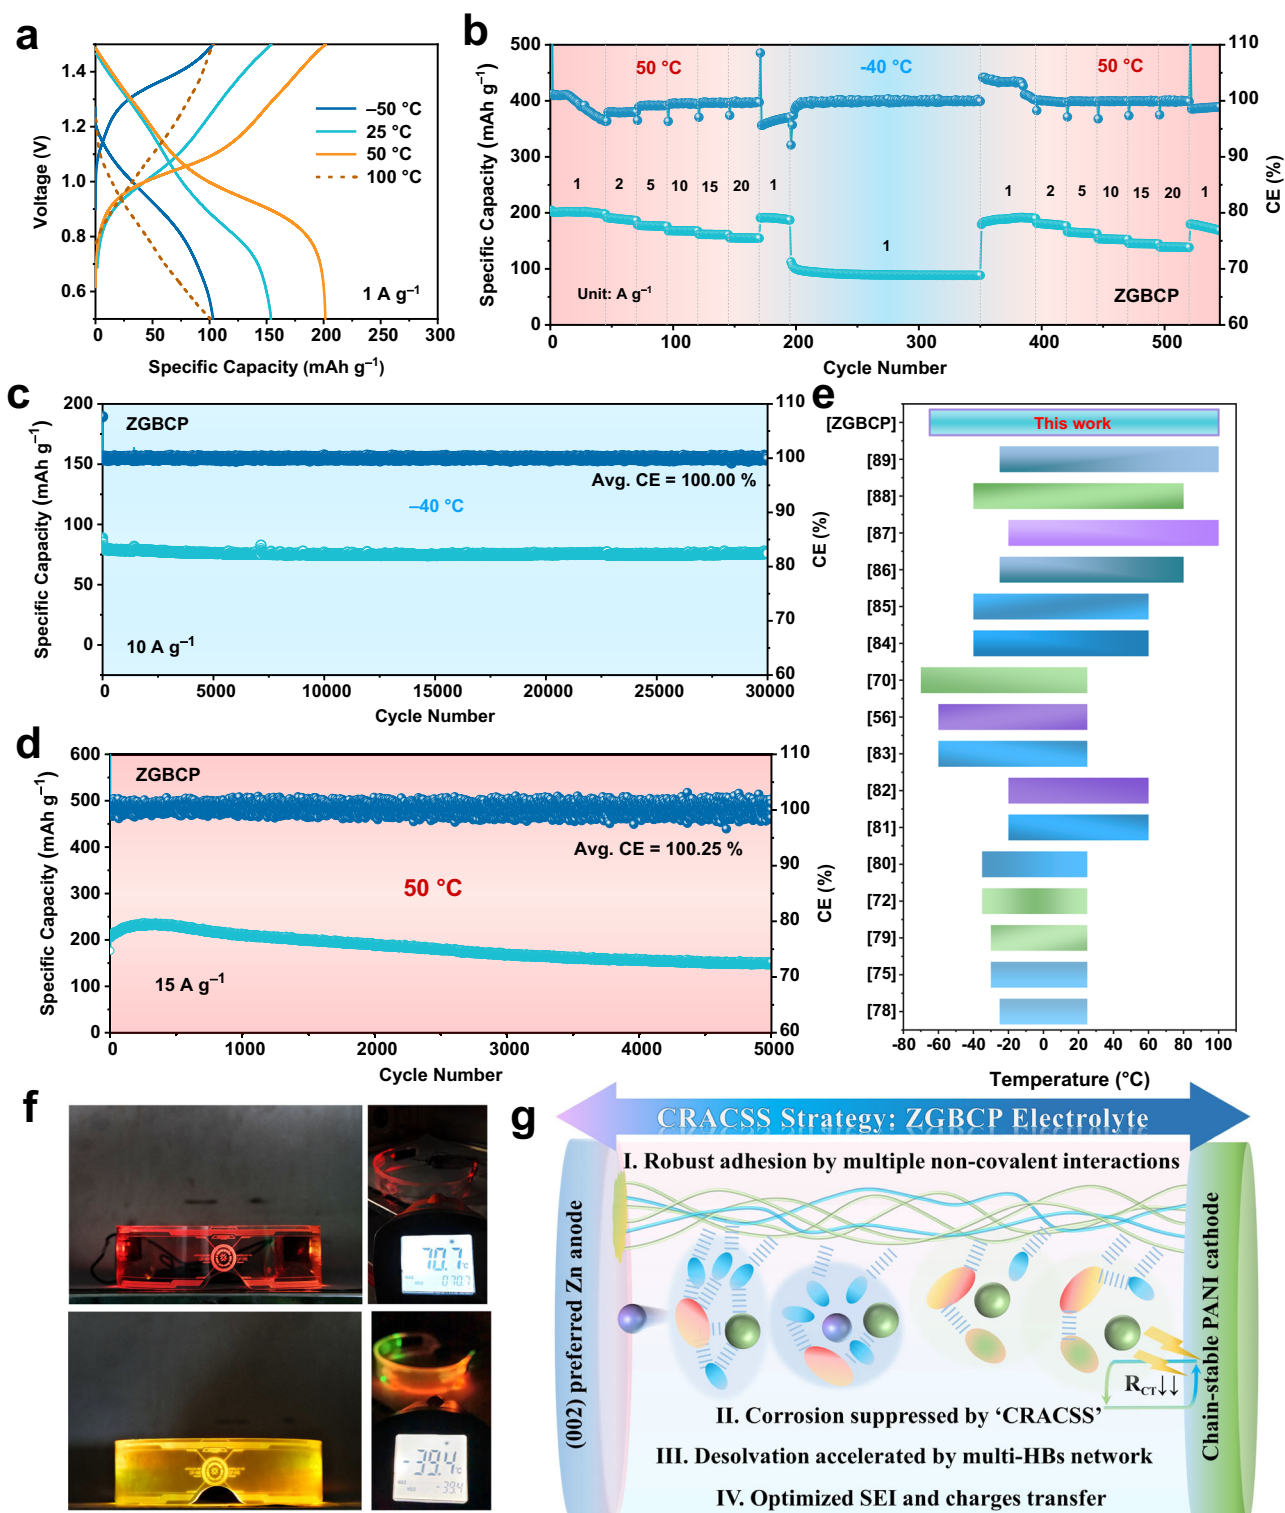 a
Voltage (V)
1.4
1.2
1.0
0.8
0.6
–50 °C
25 °C
50 °C
100 °C
1 A g⁻¹
0 50 100 150 200 250 300
Specific Capacity (mAh g⁻¹)
b
Specific Capacity (mAh g⁻¹)
500
400
300
200
100
0
50 °C
-40 °C
50 °C
1 2 5 10 15 20 1
1
1 2 5 10 15 20 1
Unit: A g⁻¹
ZGBCP
110
100
90
80
70
60
CE (%)
0 100 200 300 400 500
Cycle Number
c
Specific Capacity (mAh g⁻¹)
200
150
100
50
0
ZGBCP
Avg. CE = 100.00 %
–40 °C
10 A g⁻¹
110
100
90
80
70
60
CE (%)
0 5000 10000 15000 20000 25000 30000
Cycle Number
d
Specific Capacity (mAh g⁻¹)
600
500
400
300
200
100
0
ZGBCP
Avg. CE = 100.25 %
50 °C
15 A g⁻¹
110
100
90
80
70
60
CE (%)
0 1000 2000 3000 4000 5000
Cycle Number
e
[ZGBCP]
This work
[89]
[88]
[87]
[86]
[85]
[84]
[70]
[56]
[83]
[82]
[81]
[80]
[72]
[79]
[75]
[78]
-80 -60 -40 -20 0 20 40 60 80 100
Temperature (°C)
f
70.7 °C
070.7
-39.4 °C
-39.4
g
CRACSS Strategy: ZGBCP Electrolyte
I. Robust adhesion by multiple non-covalent interactions
(002) preferred Zn anode
Chain-stable PANI cathode
R_CT↓↓
II. Corrosion suppressed by ‘CRACSS’
III. Desolvation accelerated by multi-HBs network
IV. Optimized SEI and charges transfer